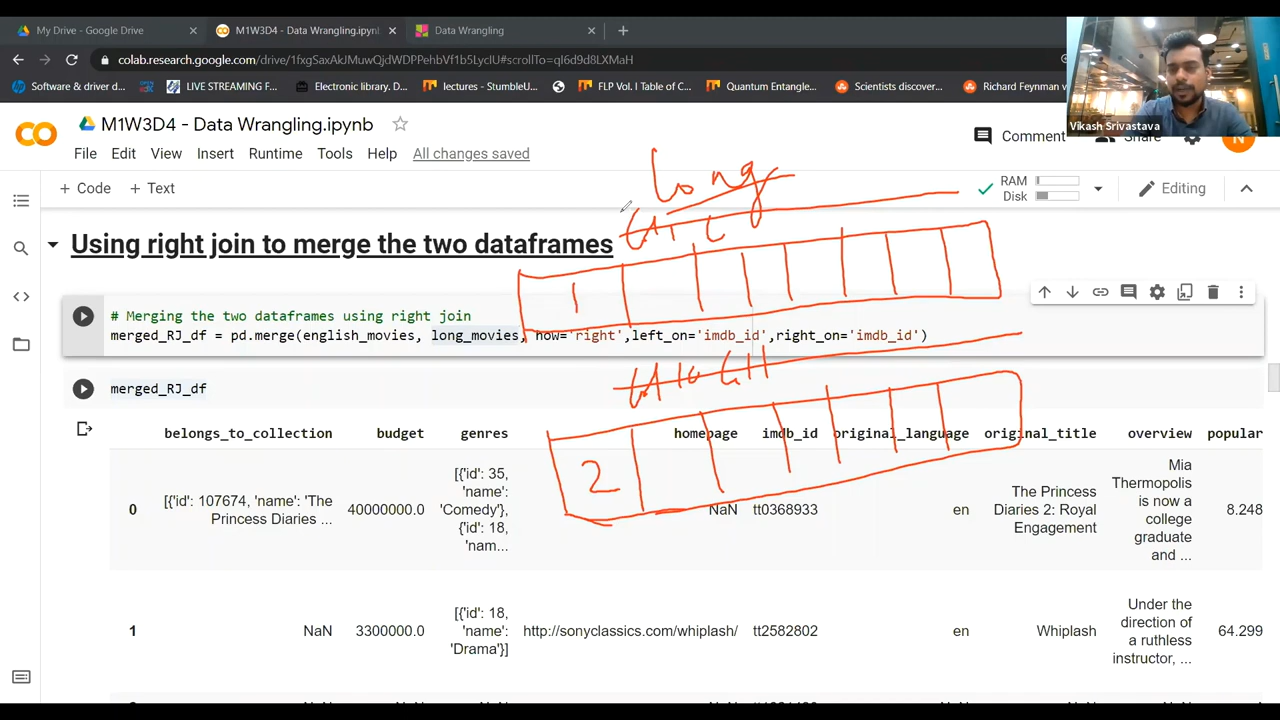 My Drive - Google Drive
M1W3D4 - Data Wrangling.ipynb
Data Wrangling
colab.research.google.com/drive/1fxgSaxAkJMuwQjdWDPPehbVf1b5LyclU#scrollTo=qI6d9d8LXMaH
Software & driver d...
LIVE STREAMING F...
Electronic library. D...
lectures - StumbleU...
FLP Vol. I Table of C...
Quantum Entangle...
Scientists discover...
Richard Feynman
Vikash Srivastava
M1W3D4 - Data Wrangling.ipynb
File Edit View Insert Runtime Tools Help All changes saved
Comment
+ Code + Text
RAM
Disk
Editing
Long
Using right join to merge the two dataframes
1
# Merging the two dataframes using right join
merged_RJ_df = pd.merge(english_movies, long_movies, how='right',left_on='imdb_id',right_on='imdb_id')
merged_RJ_df
2
belongs_to_collection budget genres homepage imdb_id original_language original_title overview popular
0 [{'id': 107674, 'name': 'The Princess Diaries ... 40000000.0 [{'id': 35, 'name': 'Comedy'}, {'id': 18, 'nam... NaN tt0368933 en The Princess Diaries 2: Royal Engagement Mia Thermopolis is now a college graduate and ... 8.248
1 NaN 3300000.0 [{'id': 18, 'name': 'Drama'}] http://sonyclassics.com/whiplash/ tt2582802 en Whiplash Under the direction of a ruthless instructor, ... 64.299